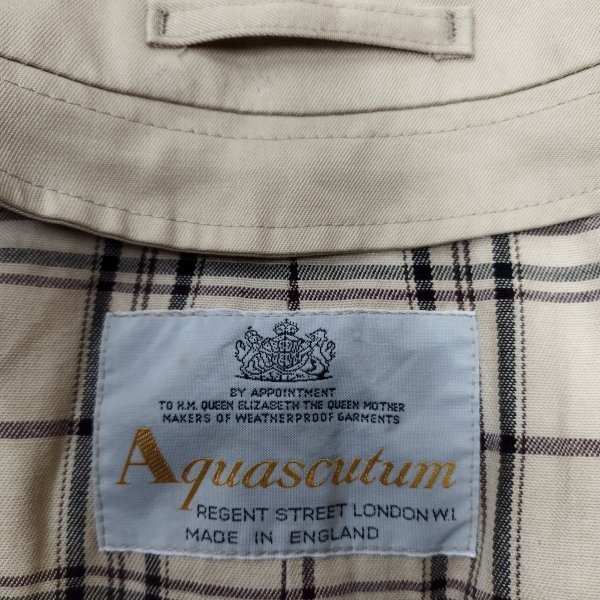 BY APPOINTMENT
TO H.M. QUEEN ELIZABETH THE QUEEN MOTHER
MAKERS OF WEATHERPROOF GARMENTS
Aquascutum
REGENT STREET LONDON W.I.
MADE IN ENGLAND